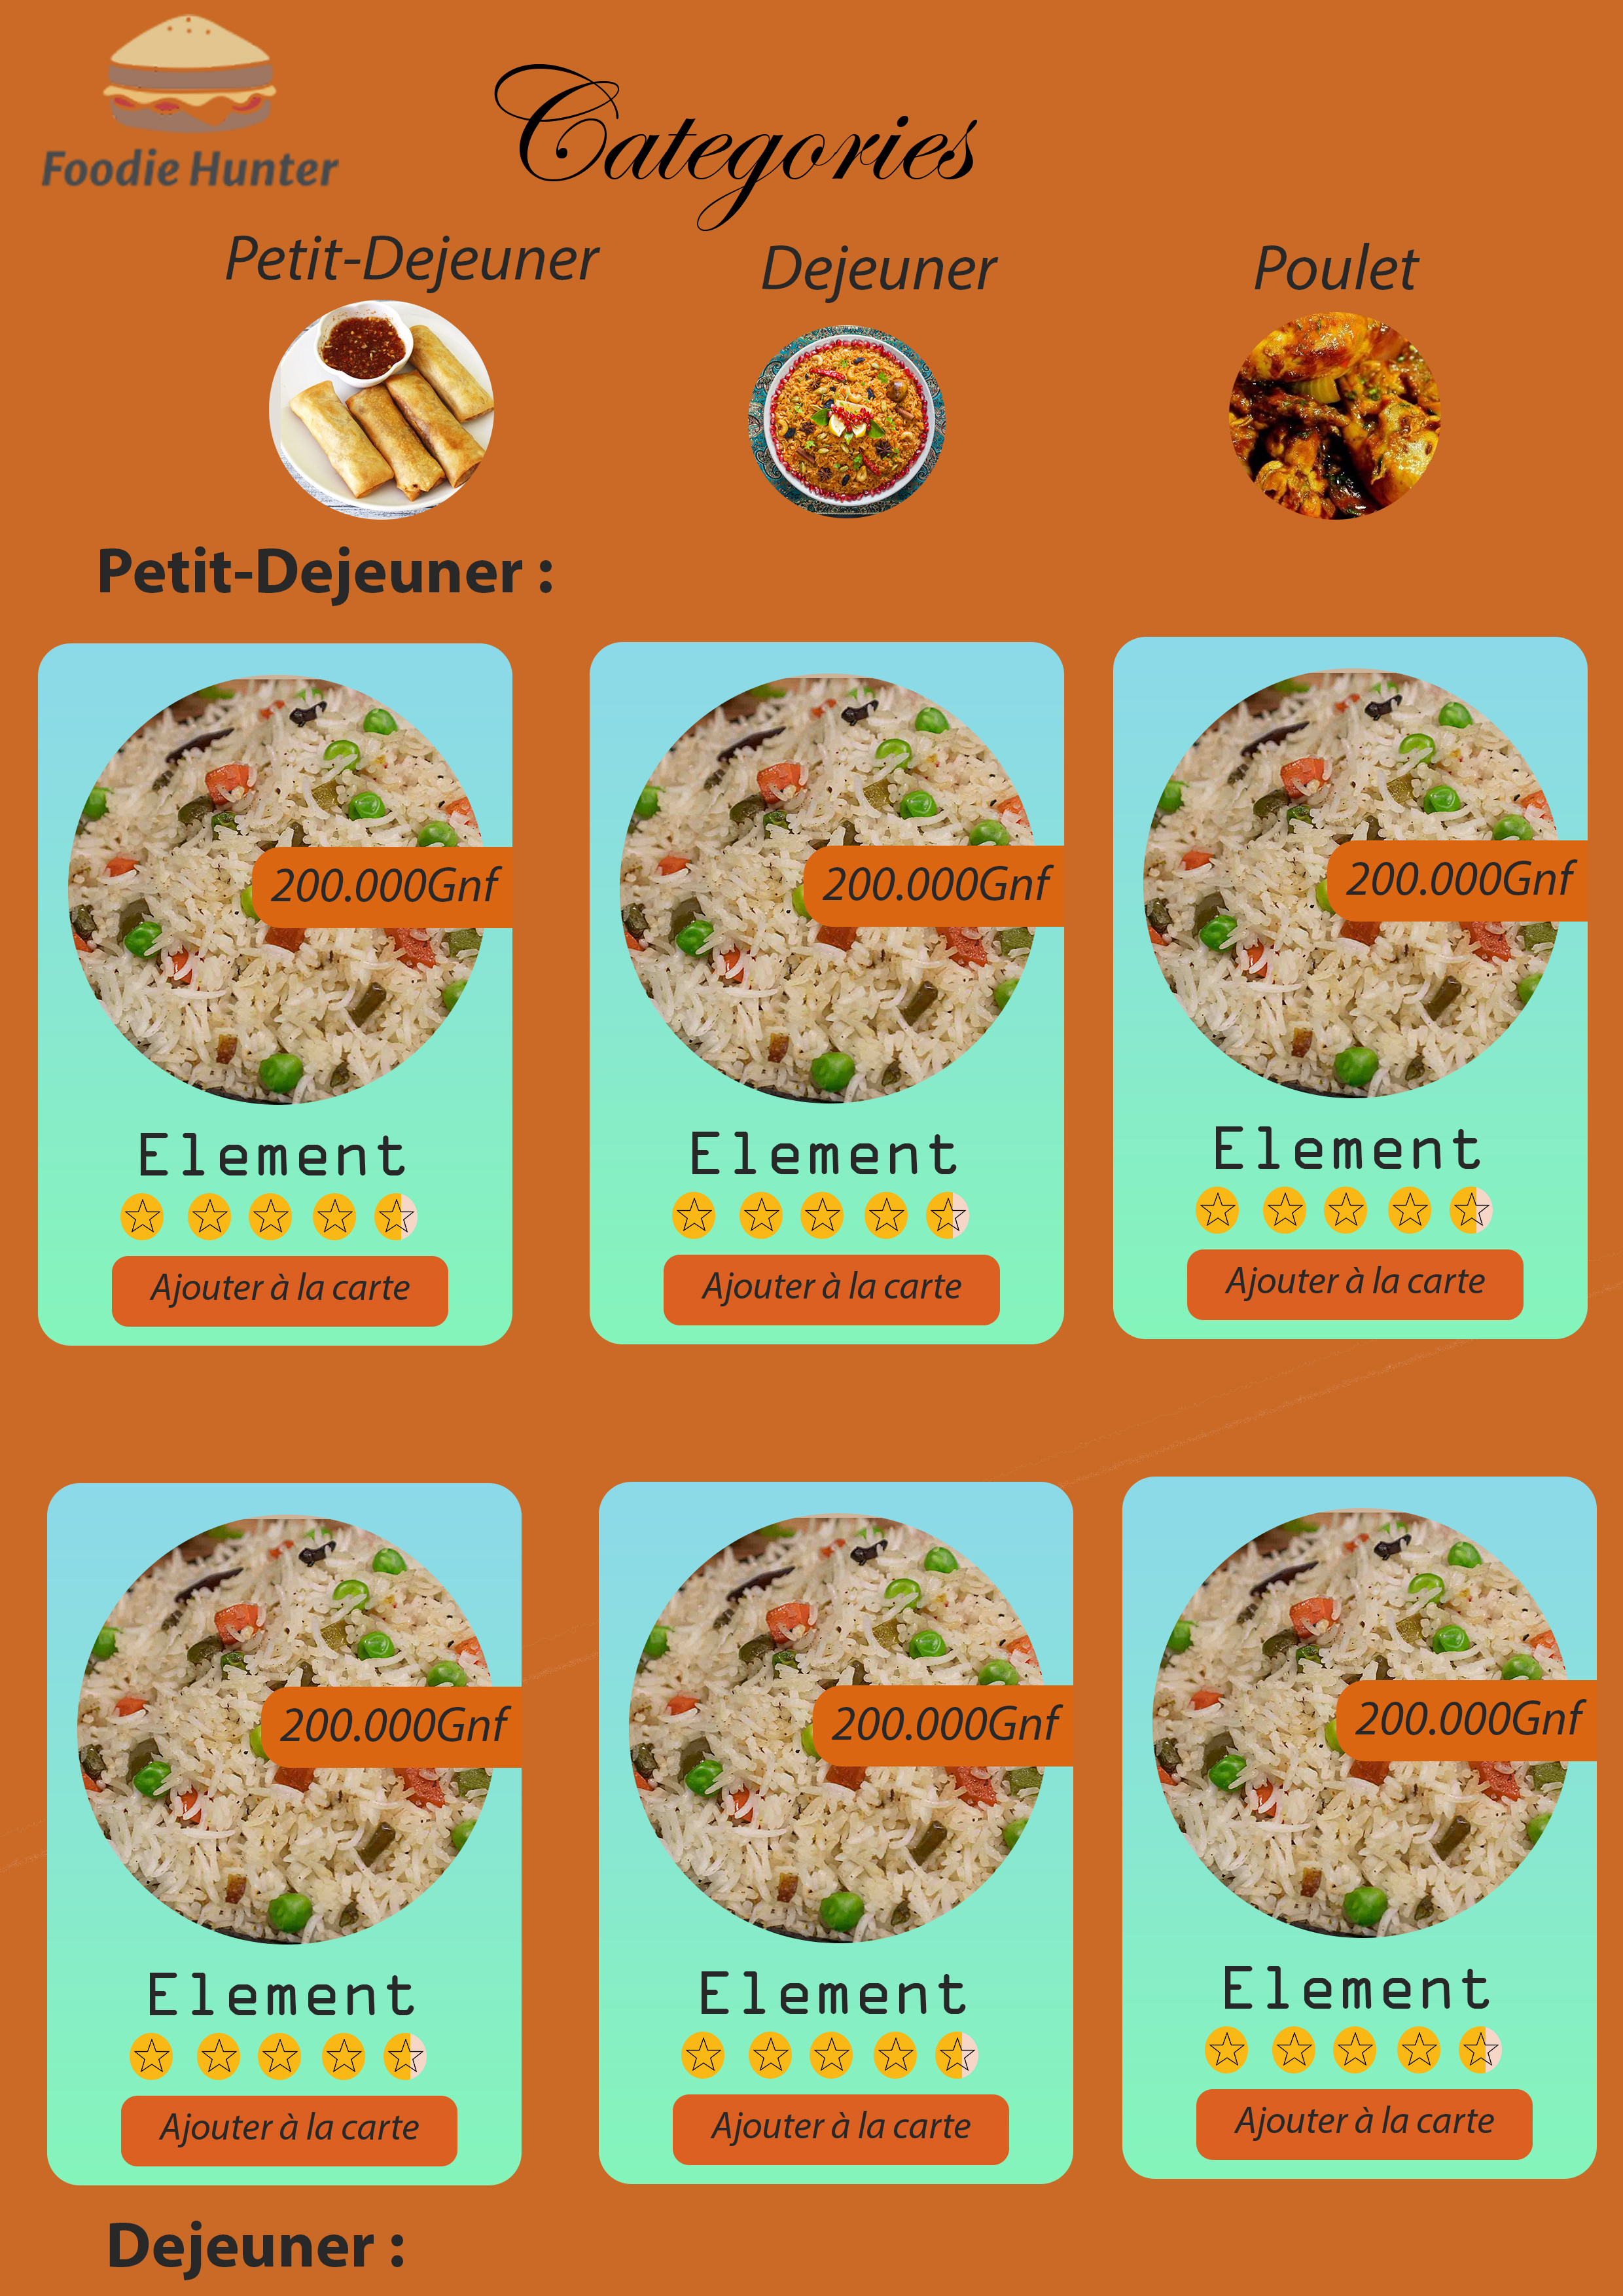 Foodie Hunter
Categories
Petit-Dejeuner
Dejeuner
Poulet
Petit-Dejeuner :
200.000Gnf
200.000Gnf
200.000Gnf
Element
Element
Element
Ajouter à la carte
Ajouter à la carte
Ajouter à la carte
200.000Gnf
200.000Gnf
200.000Gnf
Element
Element
Element
Ajouter à la carte
Ajouter à la carte
Ajouter à la carte
Dejeuner :